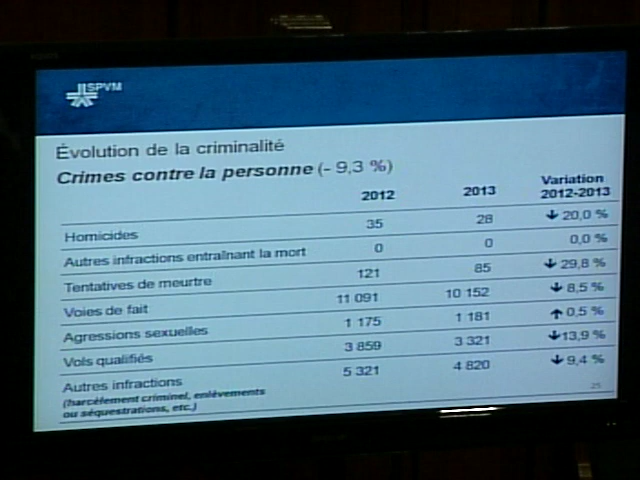 SPVM
Évolution de la criminalité
Crimes contre la personne (- 9,3 %)
2012 2013 Variation 2012-2013
Homicides 35 28 ↓ 20,0 %
Autres infractions entraînant la mort 0 0 0,0 %
Tentatives de meurtre 121 85 ↓ 29,8 %
Voies de fait 11 091 10 152 ↓ 8,5 %
Agressions sexuelles 1 175 1 181 ↑ 0,5 %
Vols qualifiés 3 859 3 321 ↓ 13,9 %
Autres infractions 5 321 4 820 ↓ 9,4 %
(harcèlement criminel, enlèvements
ou séquestrations, etc.)
25